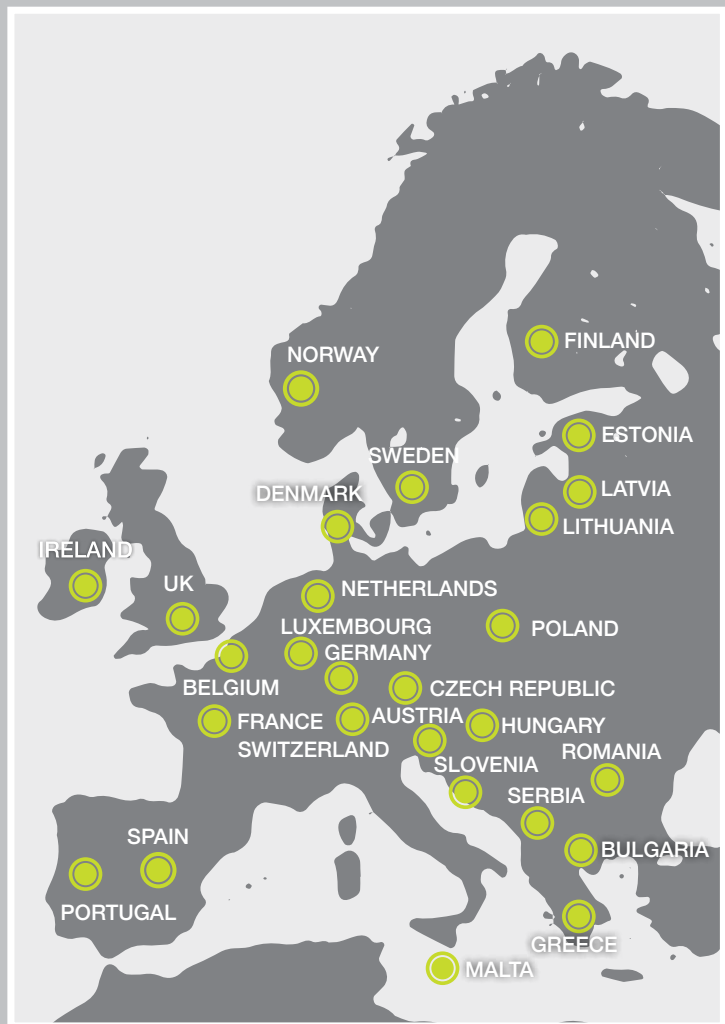 FINLAND
NORWAY
ESTONIA
SWEDEN
LATVIA
DENMARK
LITHUANIA
IRELAND
UK
NETHERLANDS
LUXEMBOURG
POLAND
GERMANY
BELGIUM
CZECH REPUBLIC
FRANCE
AUSTRIA
HUNGARY
SWITZERLAND
ROMANIA
SLOVENIA
SERBIA
SPAIN
BULGARIA
PORTUGAL
GREECE
MALTA